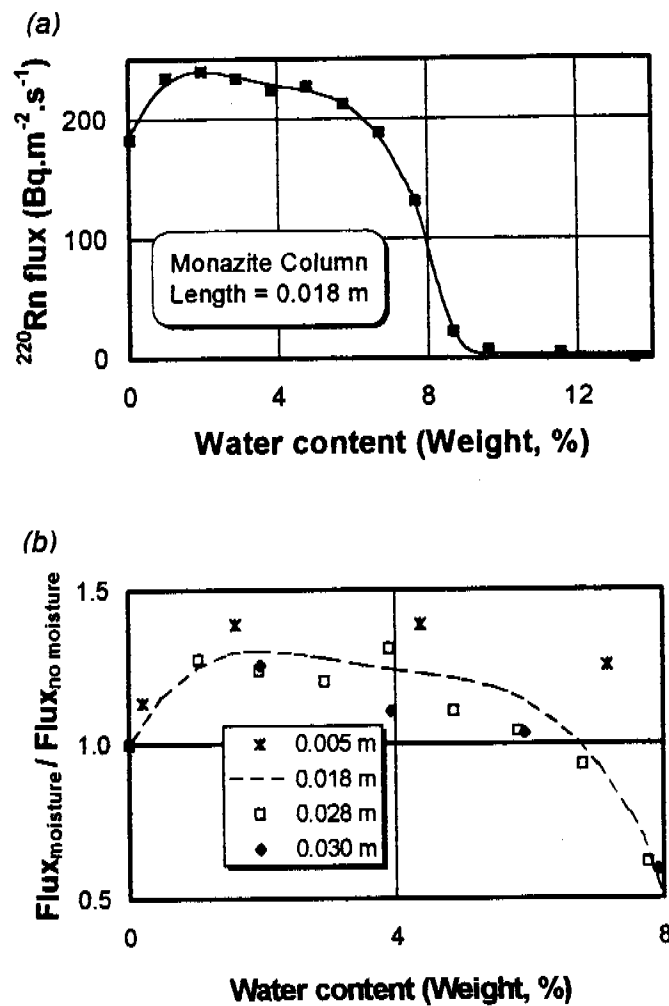 (a)
²²⁰Rn flux (Bq.m⁻².s⁻¹)
200
100
0
Monazite Column
Length = 0.018 m
0 4 8 12
Water content (Weight, %)
(b)
Flux_moisture / Flux_no moisture
1.5
1.0
0.5
0.005 m
0.018 m
0.028 m
0.030 m
0 4 8
Water content (Weight, %)